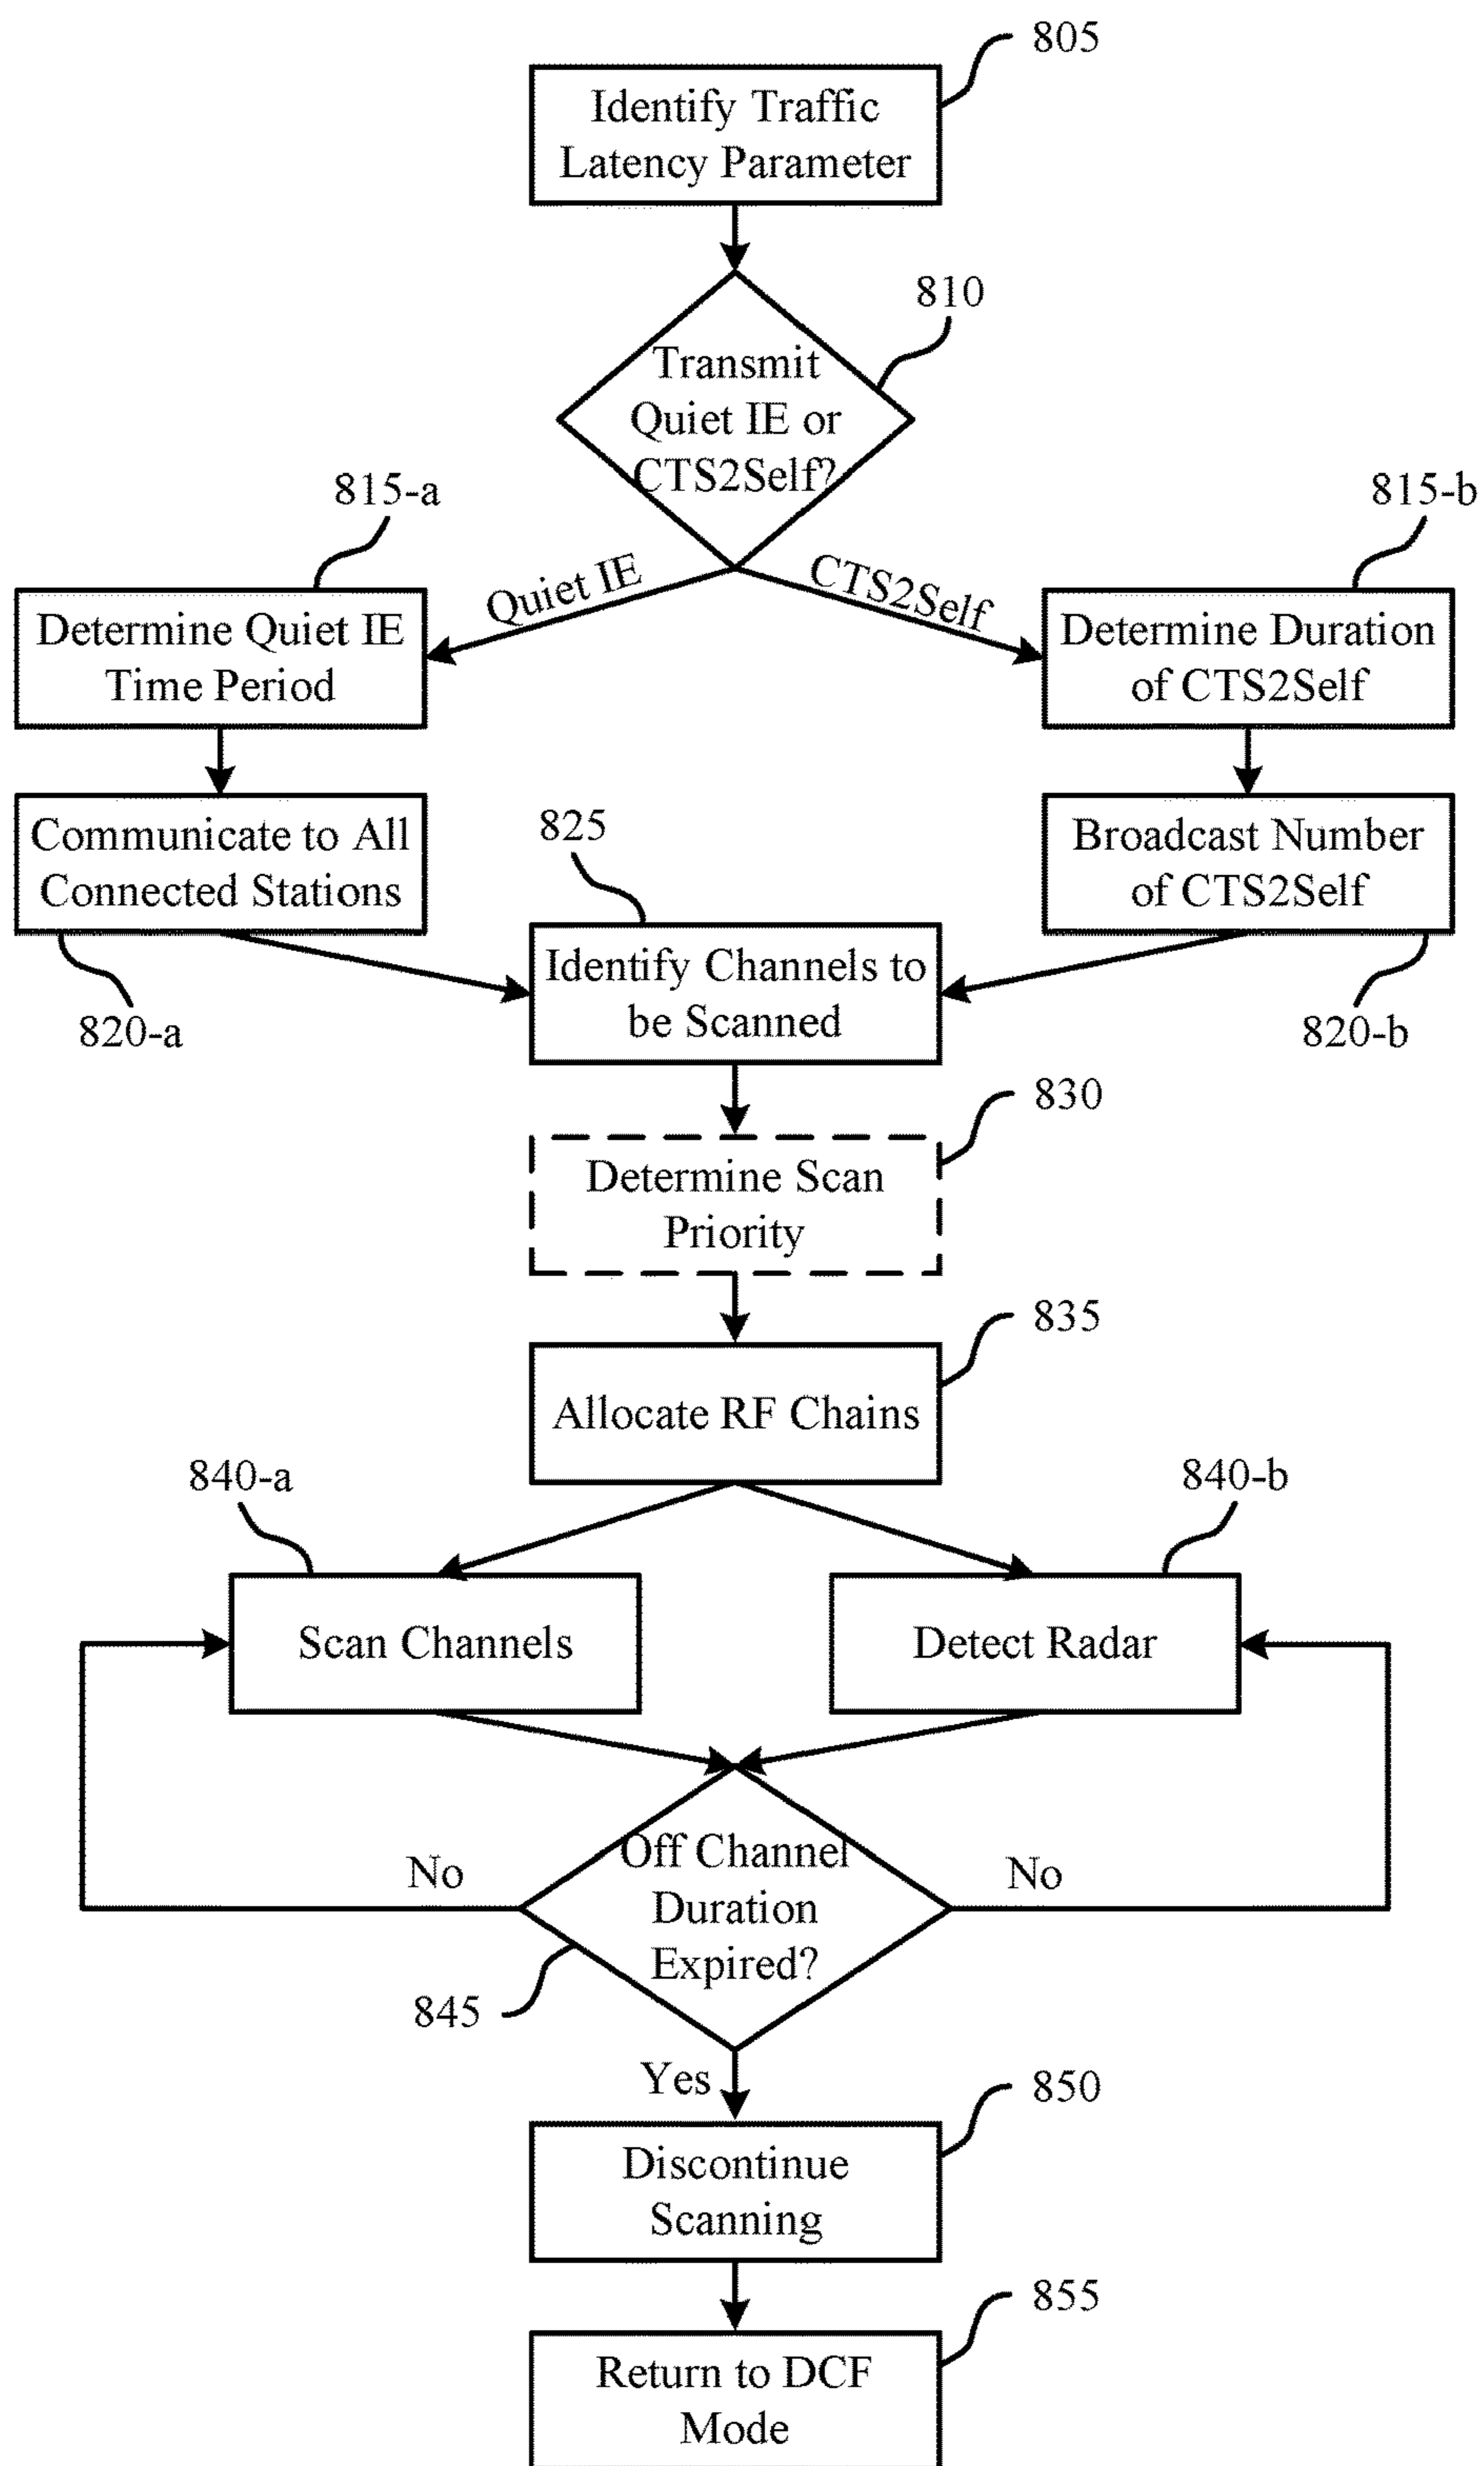 805
Identify Traffic
Latency Parameter
810
Transmit
Quiet IE or
CTS2Self?
815-a
815-b
Quiet IE
CTS2Self
Determine Quiet IE
Time Period
Determine Duration
of CTS2Self
Communicate to All
Connected Stations
825
Broadcast Number
of CTS2Self
Identify Channels to
be Scanned
820-a
820-b
830
Determine Scan
Priority
835
Allocate RF Chains
840-a
840-b
Scan Channels
Detect Radar
Off Channel
Duration
Expired?
No
No
845
Yes
850
Discontinue
Scanning
855
Return to DCF
Mode